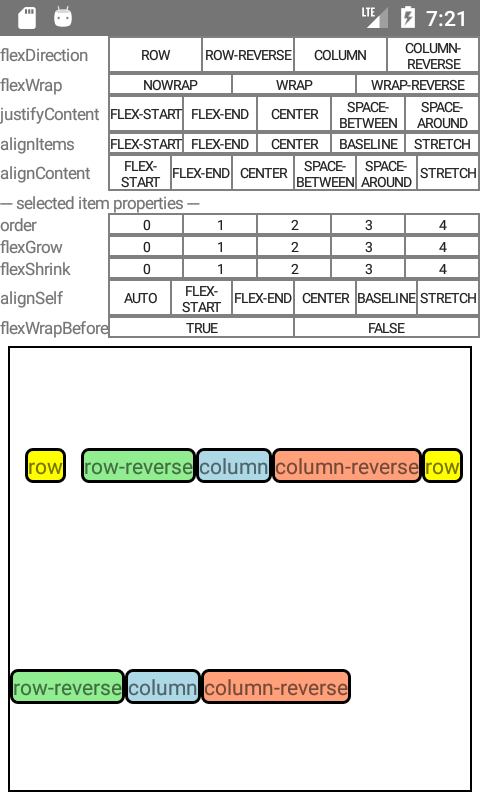 LTE 7:21
flexDirection ROW ROW-REVERSE COLUMN COLUMN-
REVERSE
flexWrap NOWRAP WRAP WRAP-REVERSE
justifyContent FLEX-START FLEX-END CENTER SPACE-
BETWEEN SPACE-
AROUND
alignItems FLEX-START FLEX-END CENTER BASELINE STRETCH
alignContent FLEX-
START FLEX-END CENTER SPACE-
BETWEEN SPACE-
AROUND STRETCH
--- selected item properties ---
order 0 1 2 3 4
flexGrow 0 1 2 3 4
flexShrink 0 1 2 3 4
alignSelf AUTO FLEX-
START FLEX-END CENTER BASELINE STRETCH
flexWrapBefore TRUE FALSE
row row-reverse column column-reverse row
row-reverse column column-reverse